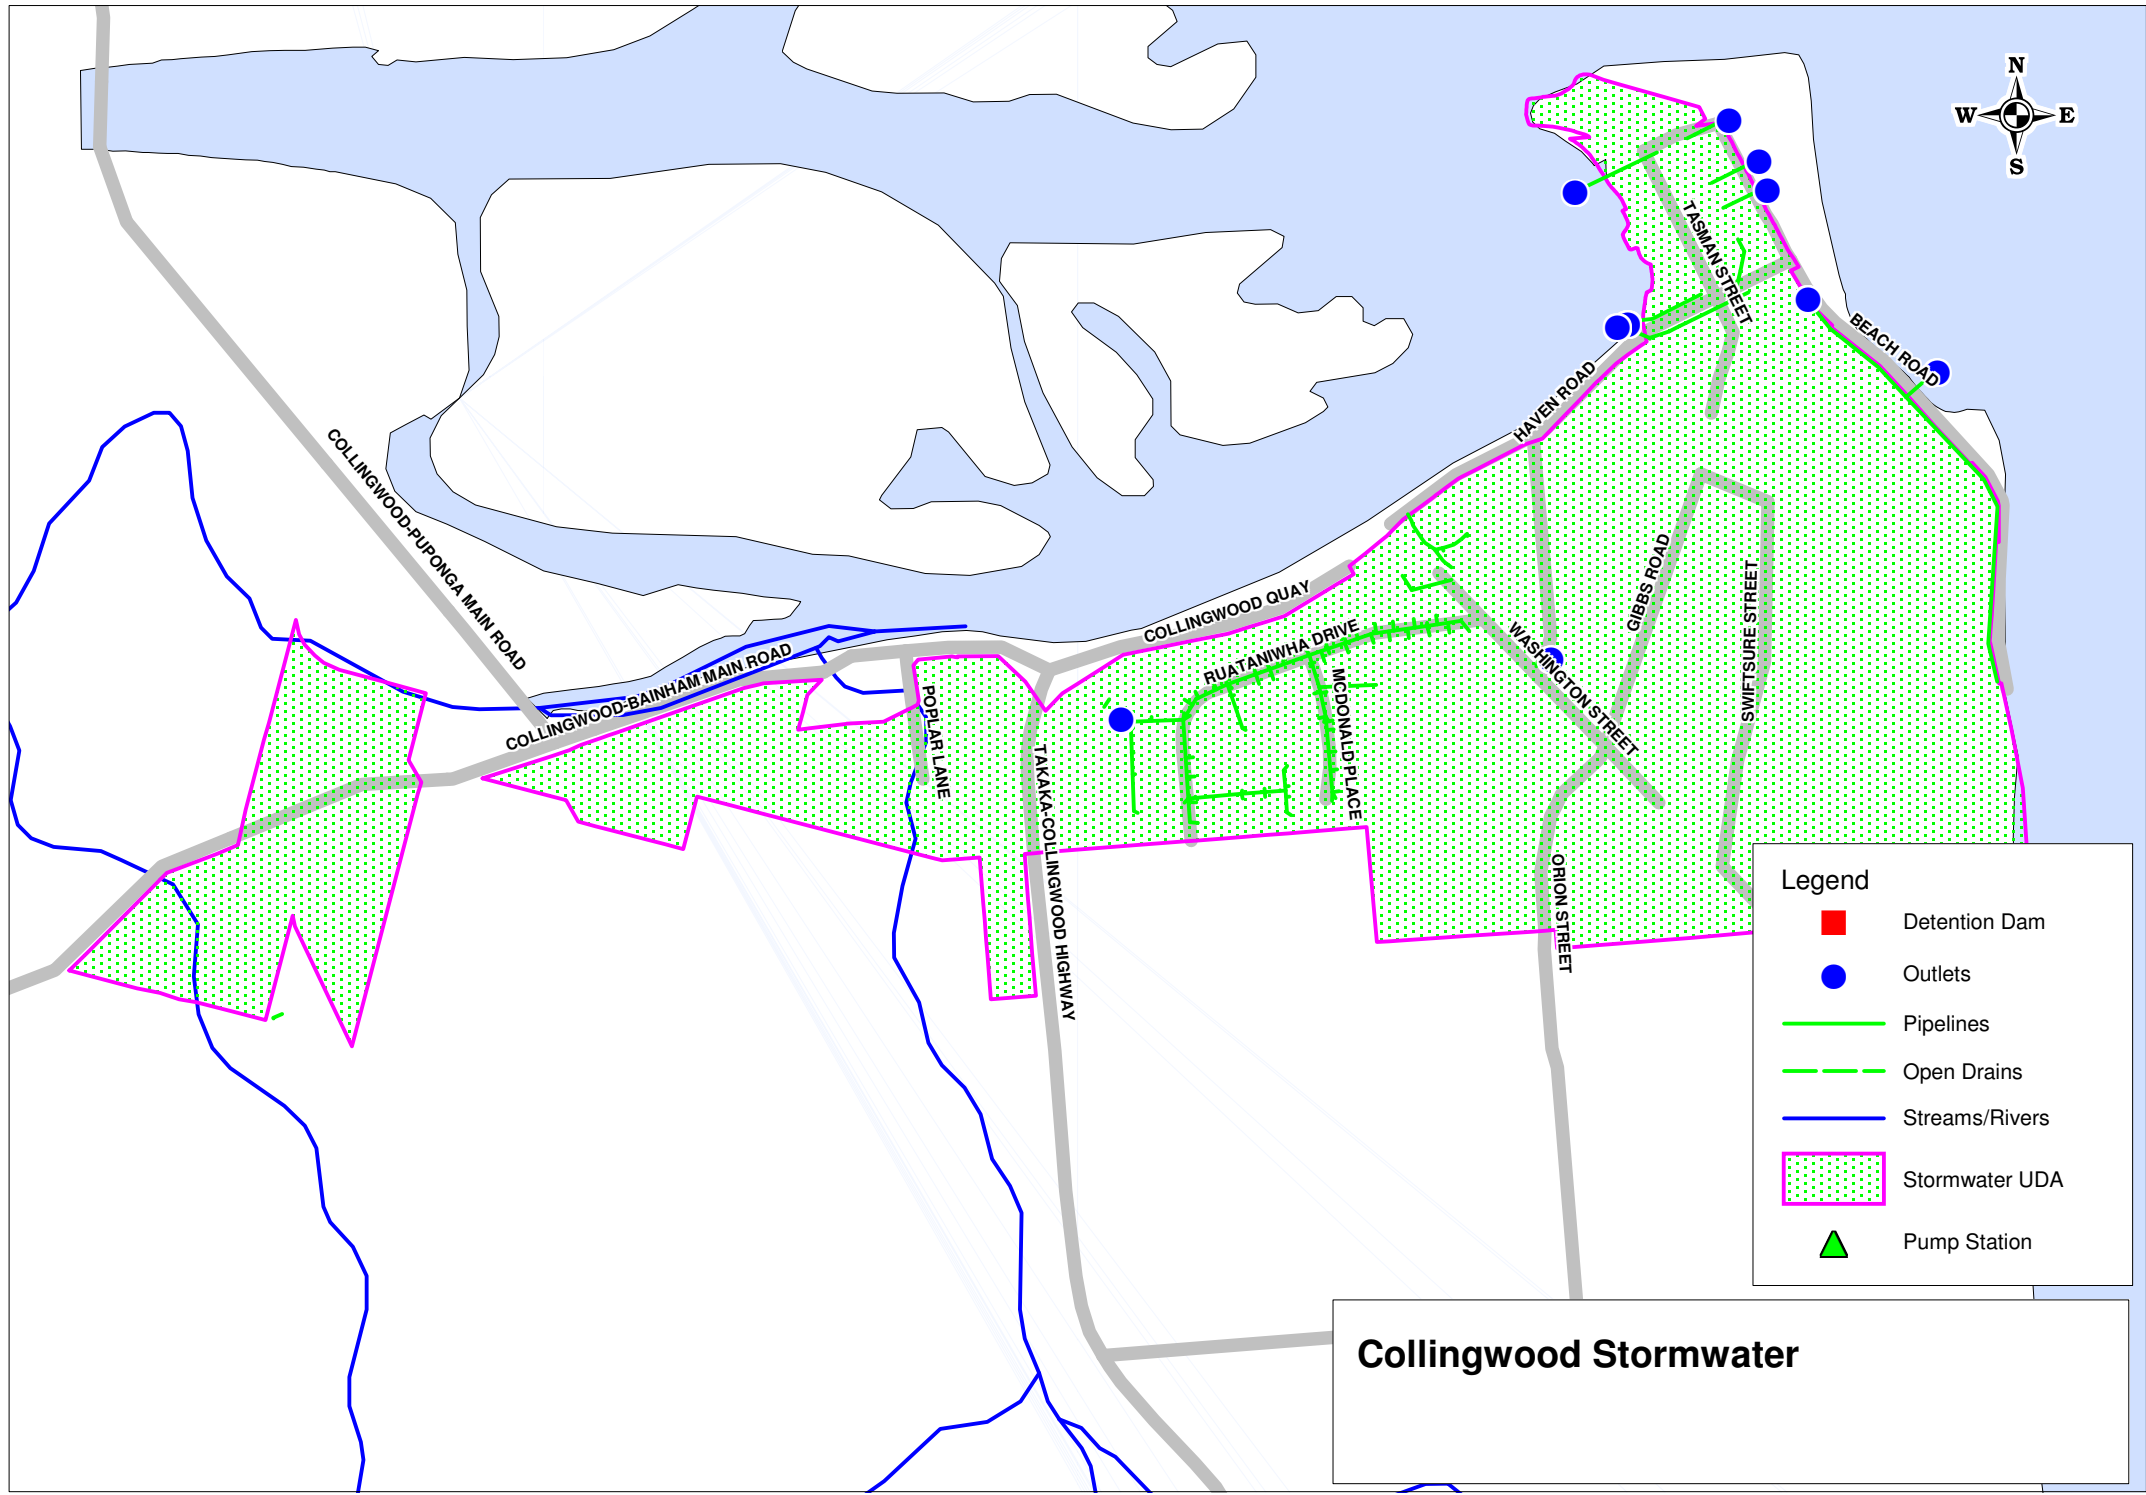 N
W E
S
TASMAN STREET
BEACH ROAD
HAVEN ROAD
COLLINGWOOD-PUPONGA MAIN ROAD
GIBBS ROAD
SWIFTSURE STREET
COLLINGWOOD QUAY
RUATANIWHA DRIVE
WASHINGTON STREET
COLLINGWOOD-BAINHAM MAIN ROAD
POPLAR LANE
MCDONALD PLACE
TAKAKA-COLLINGWOOD HIGHWAY
ORION STREET
Legend
Detention Dam
Outlets
Pipelines
Open Drains
Streams/Rivers
Stormwater UDA
Pump Station
Collingwood Stormwater